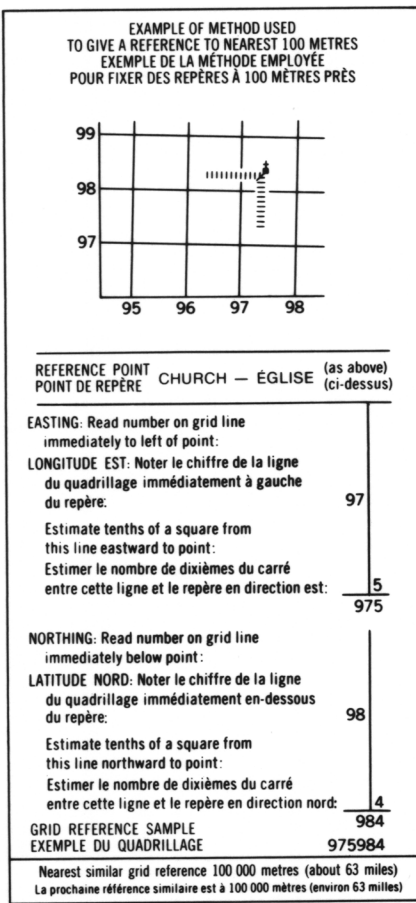 EXAMPLE OF METHOD USED
TO GIVE A REFERENCE TO NEAREST 100 METRES
EXEMPLE DE LA MÉTHODE EMPLOYÉE
POUR FIXER DES REPÈRES À 100 MÈTRES PRÈS
99
98
97
95 96 97 98
REFERENCE POINT CHURCH — ÉGLISE (as above)
POINT DE REPÈRE (ci-dessus)
EASTING: Read number on grid line
immediately to left of point:
LONGITUDE EST: Noter le chiffre de la ligne
du quadrillage immédiatement à gauche
du repère: 97
Estimate tenths of a square from
this line eastward to point:
Estimer le nombre de dixièmes du carré
entre cette ligne et le repère en direction est: 5
975
NORTHING: Read number on grid line
immediately below point:
LATITUDE NORD: Noter le chiffre de la ligne
du quadrillage immédiatement en-dessous
du repère: 98
Estimate tenths of a square from
this line northward to point:
Estimer le nombre de dixièmes du carré
entre cette ligne et le repère en direction nord: 4
984
GRID REFERENCE SAMPLE
EXEMPLE DU QUADRILLAGE 975984
Nearest similar grid reference 100 000 metres (about 63 miles)
La prochaine référence similaire est à 100 000 mètres (environ 63 milles)